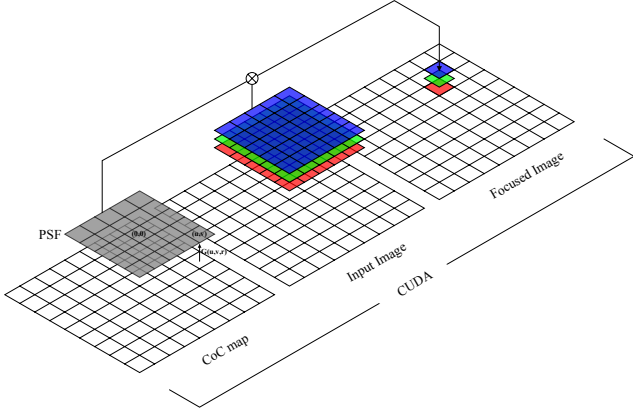 PSF
(0,0)
(u,v)
G(u,v,r)
CoC map
Input Image
Focused Image
CUDA